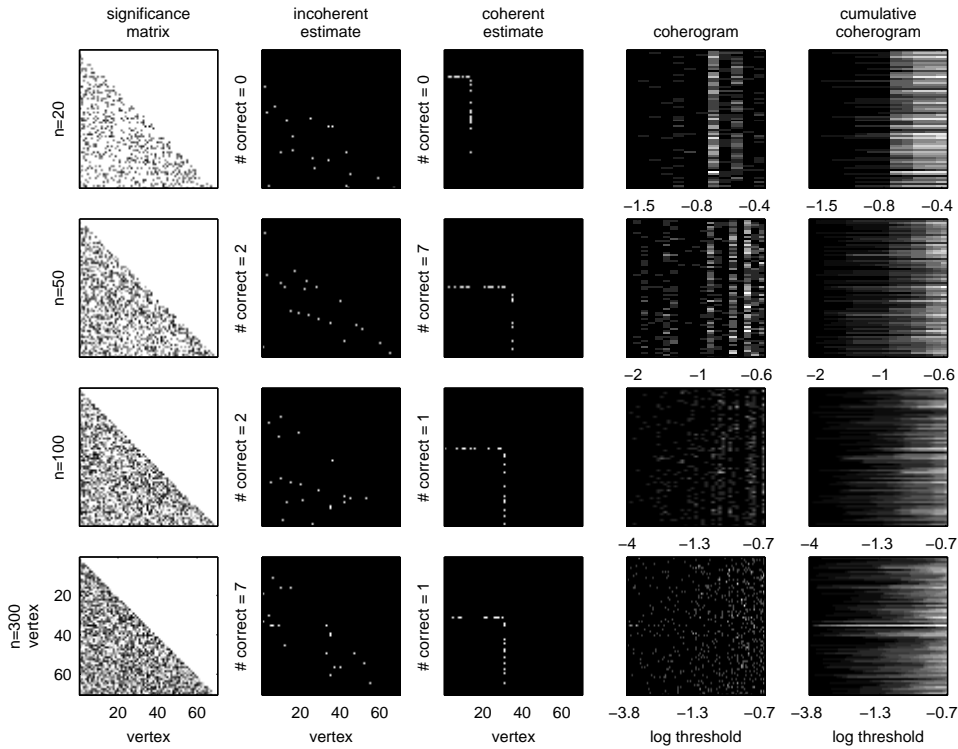 significance
matrix
incoherent
estimate
coherent
estimate
coherogram
cumulative
coherogram
n=20
# correct = 0
# correct = 0
−1.5 −0.8 −0.4
−1.5 −0.8 −0.4
n=50
# correct = 2
# correct = 7
−2 −1 −0.6
−2 −1 −0.6
n=100
# correct = 2
# correct = 1
−4 −1.3 −0.7
−4 −1.3 −0.7
n=300
vertex
20
40
60
# correct = 7
# correct = 1
20 40 60
20 40 60
20 40 60
−3.8 −1.3 −0.7
−3.8 −1.3 −0.7
vertex
vertex
vertex
log threshold
log threshold